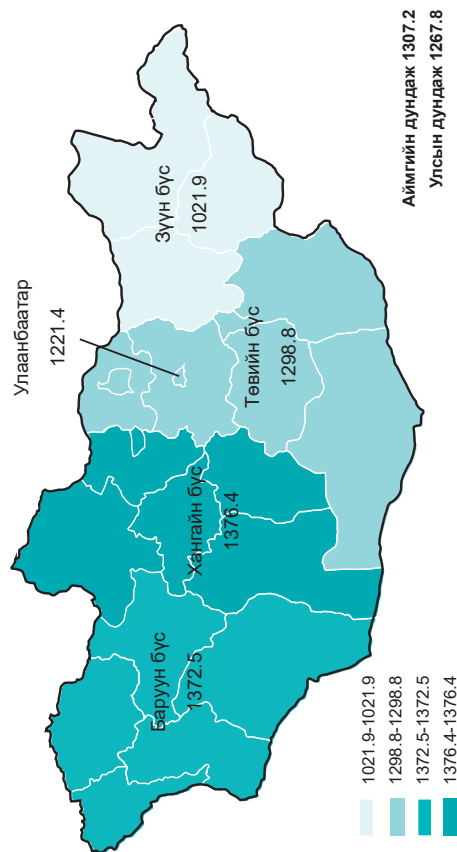 Улаанбаатар
1221.4
Зүүн бүс
1021.9
Төвийн бүс
1298.8
Хангайн бүс
1376.4
Баруун бүс
1372.5
1021.9-1021.9
1298.8-1298.8
1372.5-1372.5
1376.4-1376.4
Аймгийн дундаж 1307.2
Улсын дундаж 1267.8